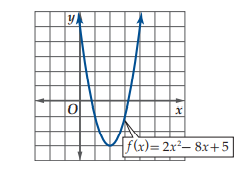 y
O
x
f(x) = 2x² – 8x + 5